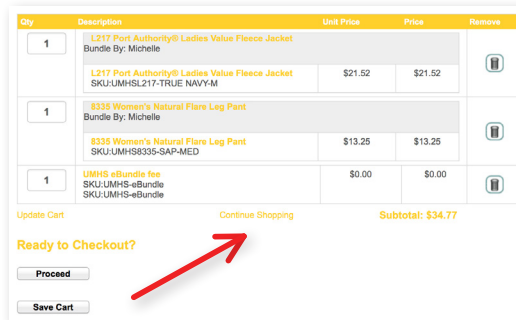 Qty Description Unit Price Price Remove
1 L217 Port Authority® Ladies Value Fleece Jacket
Bundle By: Michelle
L217 Port Authority® Ladies Value Fleece Jacket $21.52 $21.52
SKU:UMHSL217-TRUE NAVY-M
1 8335 Women's Natural Flare Leg Pant
Bundle By: Michelle
8335 Women's Natural Flare Leg Pant $13.25 $13.25
SKU:UMHS8335-SAP-MED
1 UMHS eBundle fee $0.00 $0.00
SKU:UMHS-eBundle
SKU:UMHS-eBundle
Update Cart Continue Shopping Subtotal: $34.77
Ready to Checkout?
Proceed
Save Cart